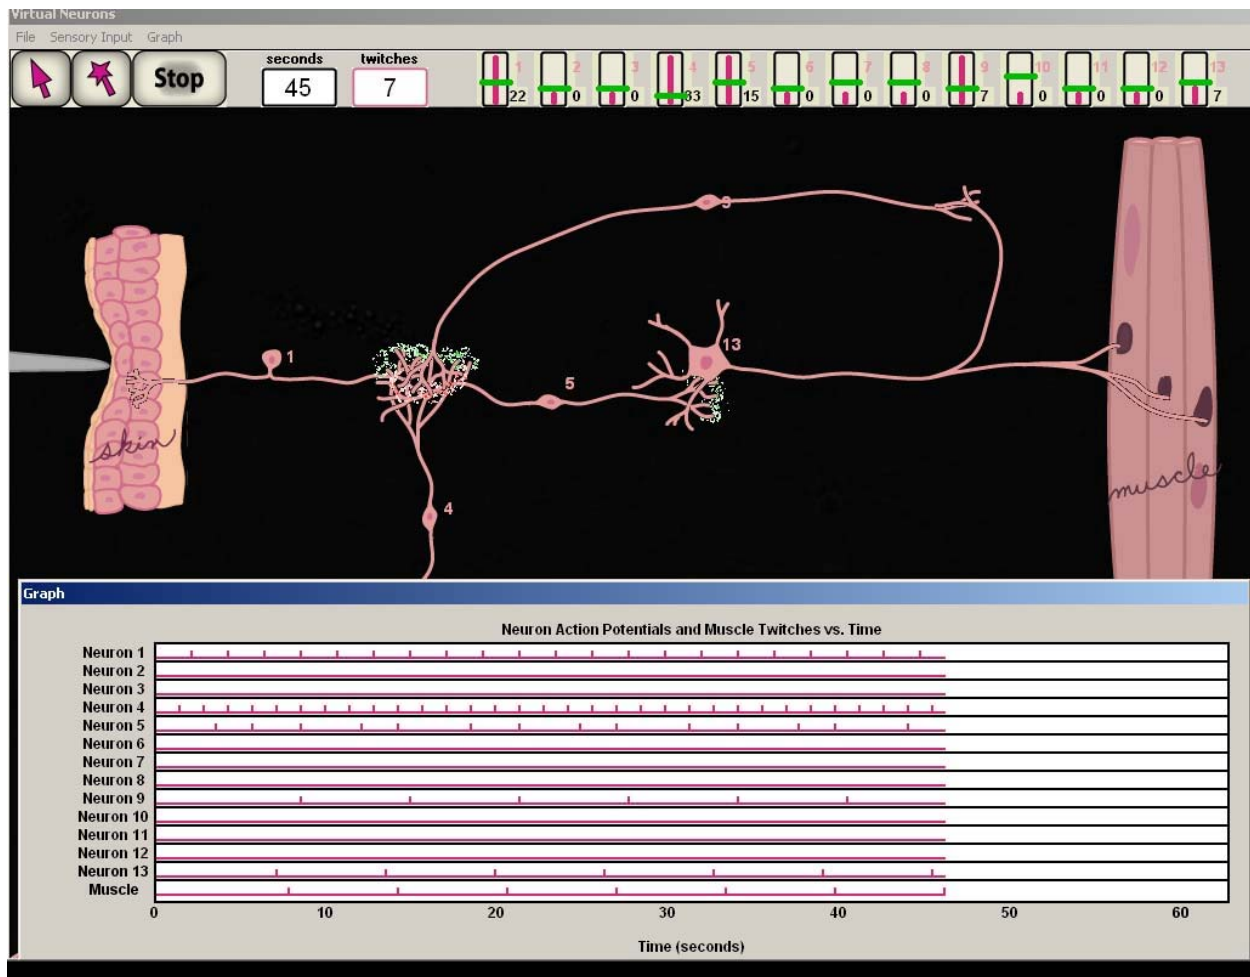 Virtual Neurons
File Sensory Input Graph
seconds twitches
Stop 45 7
1 2 3 4 5 6 7 8 9 10 11 12 13
22 0 0 33 15 0 0 0 7 0 0 0 7
9
13
1
5
skin
4
muscle
Graph
Neuron Action Potentials and Muscle Twitches vs. Time
Neuron 1
Neuron 2
Neuron 3
Neuron 4
Neuron 5
Neuron 6
Neuron 7
Neuron 8
Neuron 9
Neuron 10
Neuron 11
Neuron 12
Neuron 13
Muscle
0 10 20 30 40 50 60
Time (seconds)